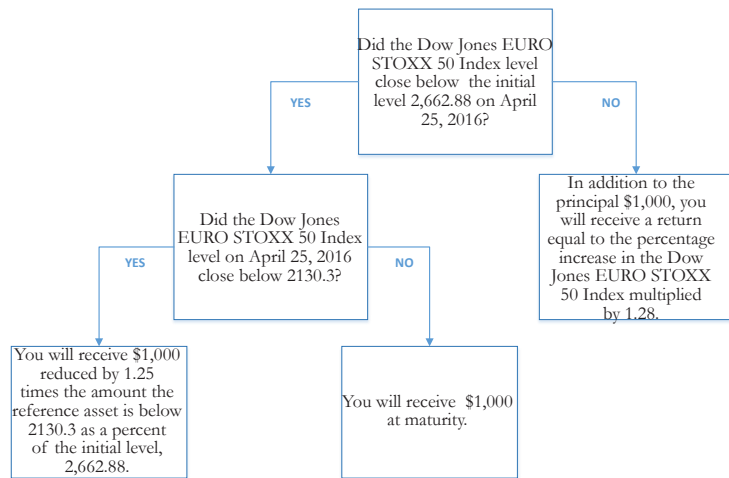 Did the Dow Jones EURO
STOXX 50 Index level
close below the initial
level 2,662.88 on April
25, 2016?
YES
NO
Did the Dow Jones
EURO STOXX 50 Index
level on April 25, 2016
close below 2130.3?
In addition to the
principal $1,000, you
will receive a return
equal to the percentage
increase in the Dow
Jones EURO STOXX
50 Index multiplied
by 1.28.
YES
NO
You will receive $1,000
reduced by 1.25
times the amount the
reference asset is below
2130.3 as a percent
of the initial level,
2,662.88.
You will receive $1,000
at maturity.